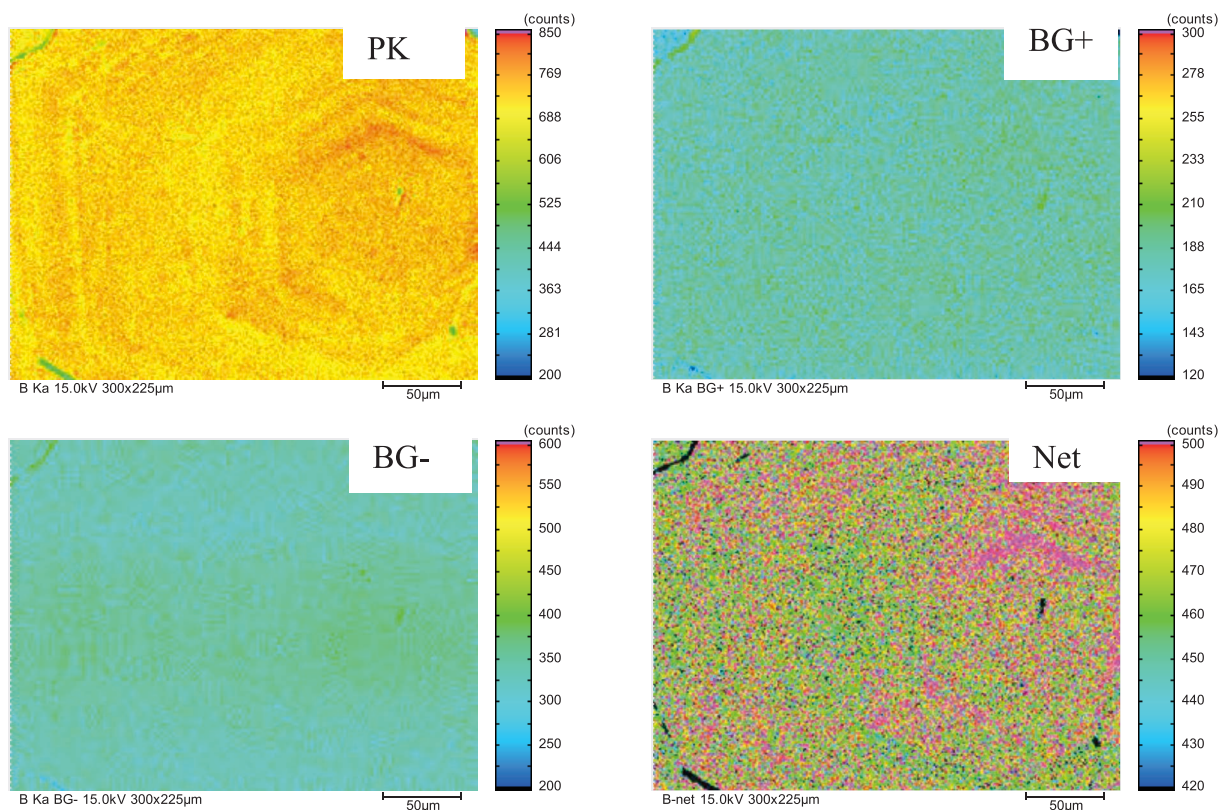 (counts)
PK
850
769
688
606
525
444
363
281
200
B Ka 15.0kV 300x225µm
50µm
(counts)
BG+
300
278
255
233
210
188
165
143
120
B Ka BG+ 15.0kV 300x225µm
50µm
(counts)
BG-
600
550
500
450
400
350
300
250
200
B Ka BG- 15.0kV 300x225µm
50µm
(counts)
Net
500
490
480
470
460
450
440
430
420
B-net 15.0kV 300x225µm
50µm